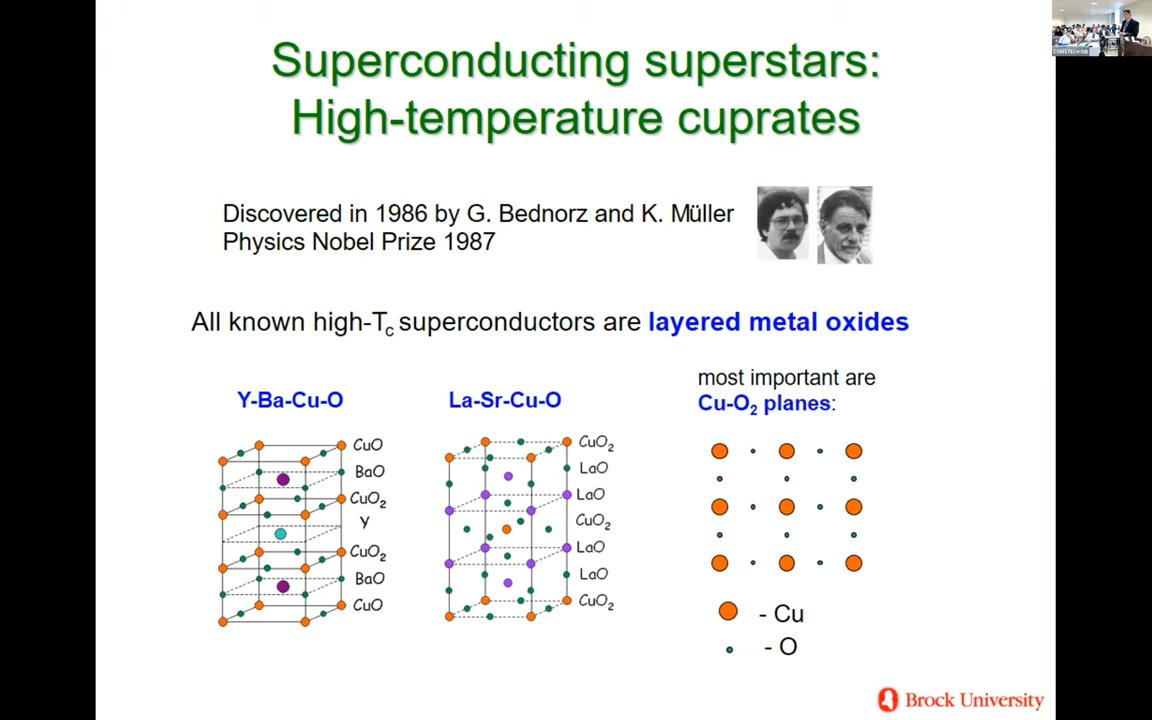 COMSTECH ISB
Superconducting superstars:
High-temperature cuprates
Discovered in 1986 by G. Bednorz and K. Müller
Physics Nobel Prize 1987
All known high-Tc superconductors are layered metal oxides
most important are
Cu-O2 planes:
Y-Ba-Cu-O
CuO
BaO
CuO2
Y
CuO2
BaO
CuO
La-Sr-Cu-O
CuO2
LaO
LaO
CuO2
LaO
LaO
CuO2
- Cu
- O
Brock University